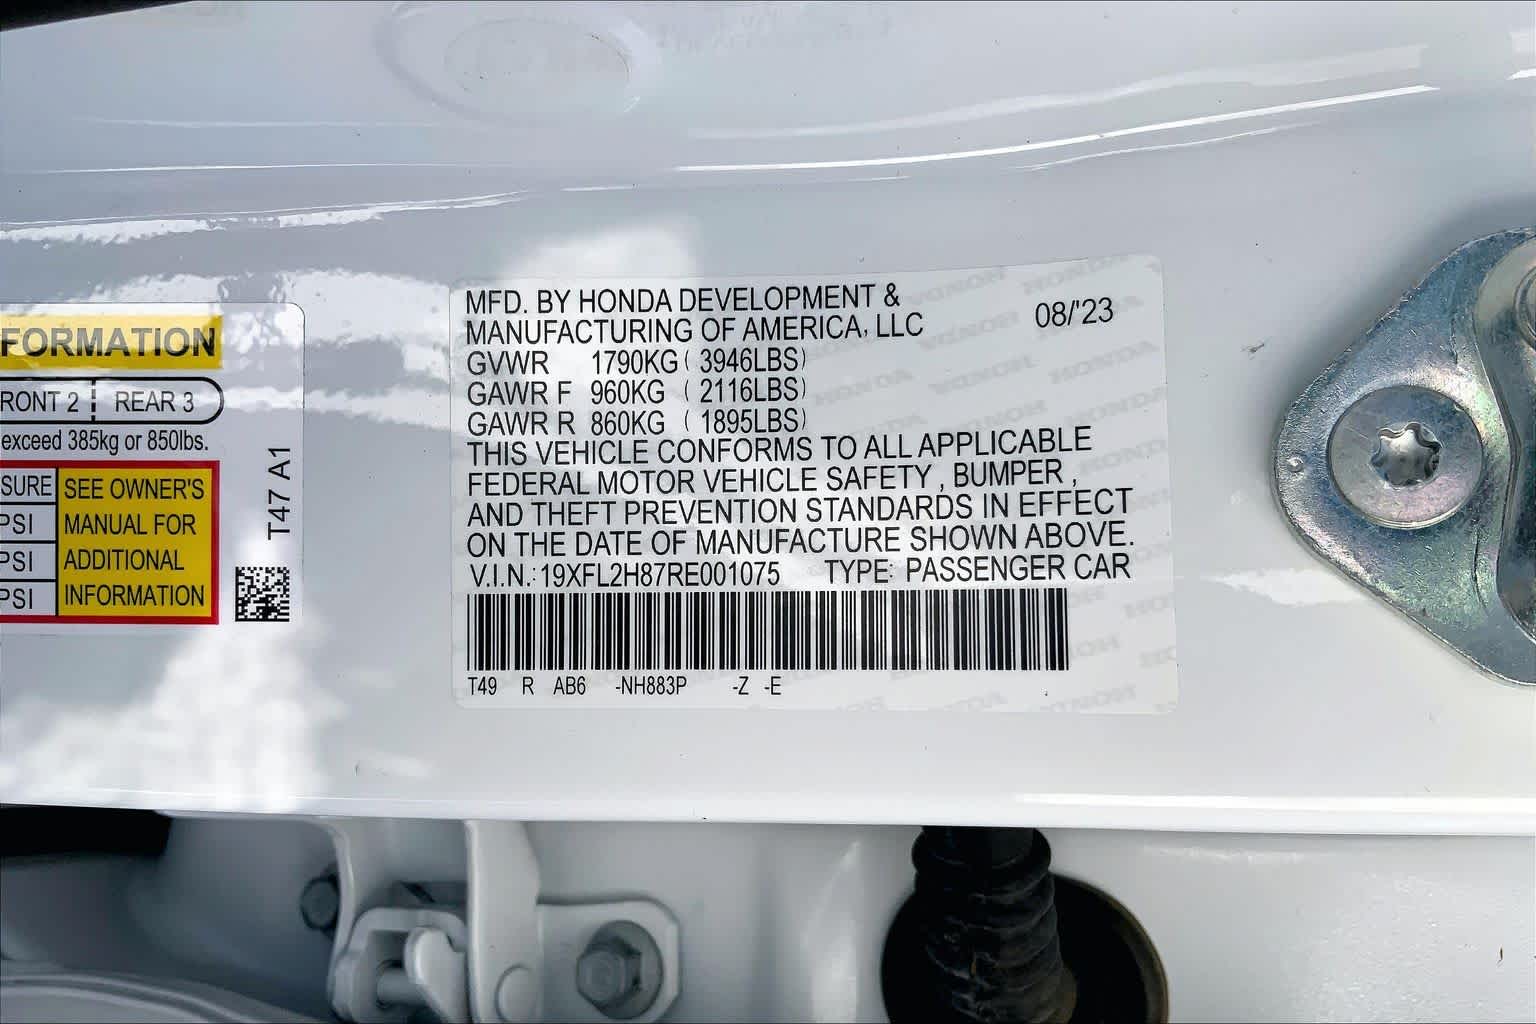 FORMATION
RONT 2 REAR 3
exceed 385kg or 850lbs.
SURE
PSI
PSI
PSI
SEE OWNER'S
MANUAL FOR
ADDITIONAL
INFORMATION
T47 A1
MFD. BY HONDA DEVELOPMENT &
MANUFACTURING OF AMERICA, LLC
08/'23
GVWR 1790KG ( 3946LBS)
GAWR F 960KG ( 2116LBS)
GAWR R 860KG ( 1895LBS)
THIS VEHICLE CONFORMS TO ALL APPLICABLE
FEDERAL MOTOR VEHICLE SAFETY , BUMPER ,
AND THEFT PREVENTION STANDARDS IN EFFECT
ON THE DATE OF MANUFACTURE SHOWN ABOVE.
V.I.N.: 19XFL2H87RE001075 TYPE: PASSENGER CAR
T49 R AB6 -NH883P -Z -E